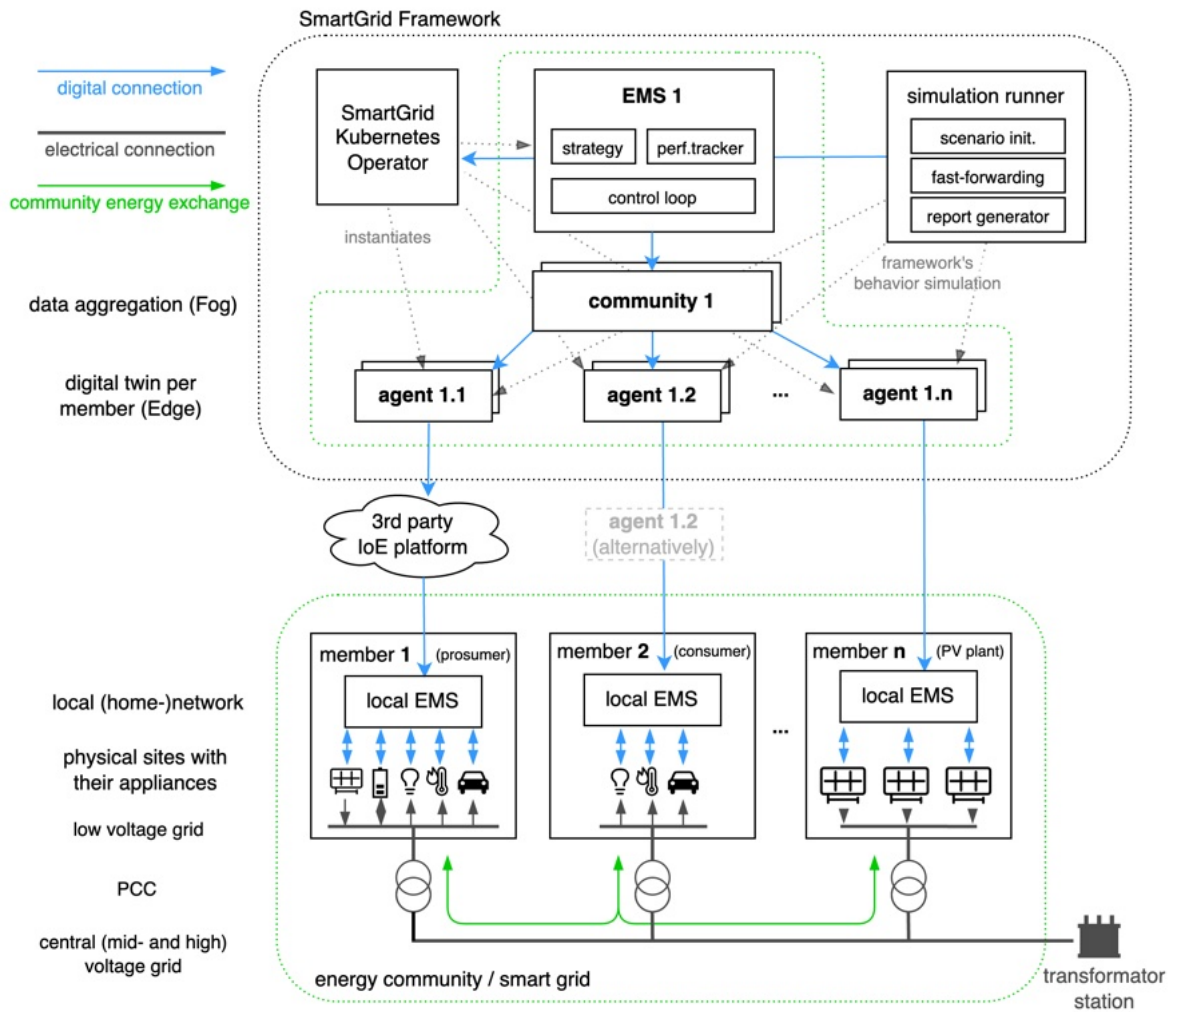 SmartGrid Framework
digital connection
electrical connection
community energy exchange
SmartGrid
Kubernetes
Operator
EMS 1
strategy
perf.tracker
control loop
simulation runner
scenario init.
fast-forwarding
report generator
instantiates
framework's
behavior simulation
data aggregation (Fog)
community 1
digital twin per
member (Edge)
agent 1.1
agent 1.2
...
agent 1.n
3rd party
IoE platform
agent 1.2
(alternatively)
member 1 (prosumer)
member 2 (consumer)
member n (PV plant)
local (home-)network
local EMS
local EMS
local EMS
...
physical sites with
their appliances
low voltage grid
PCC
central (mid- and high)
voltage grid
energy community / smart grid
transformator
station